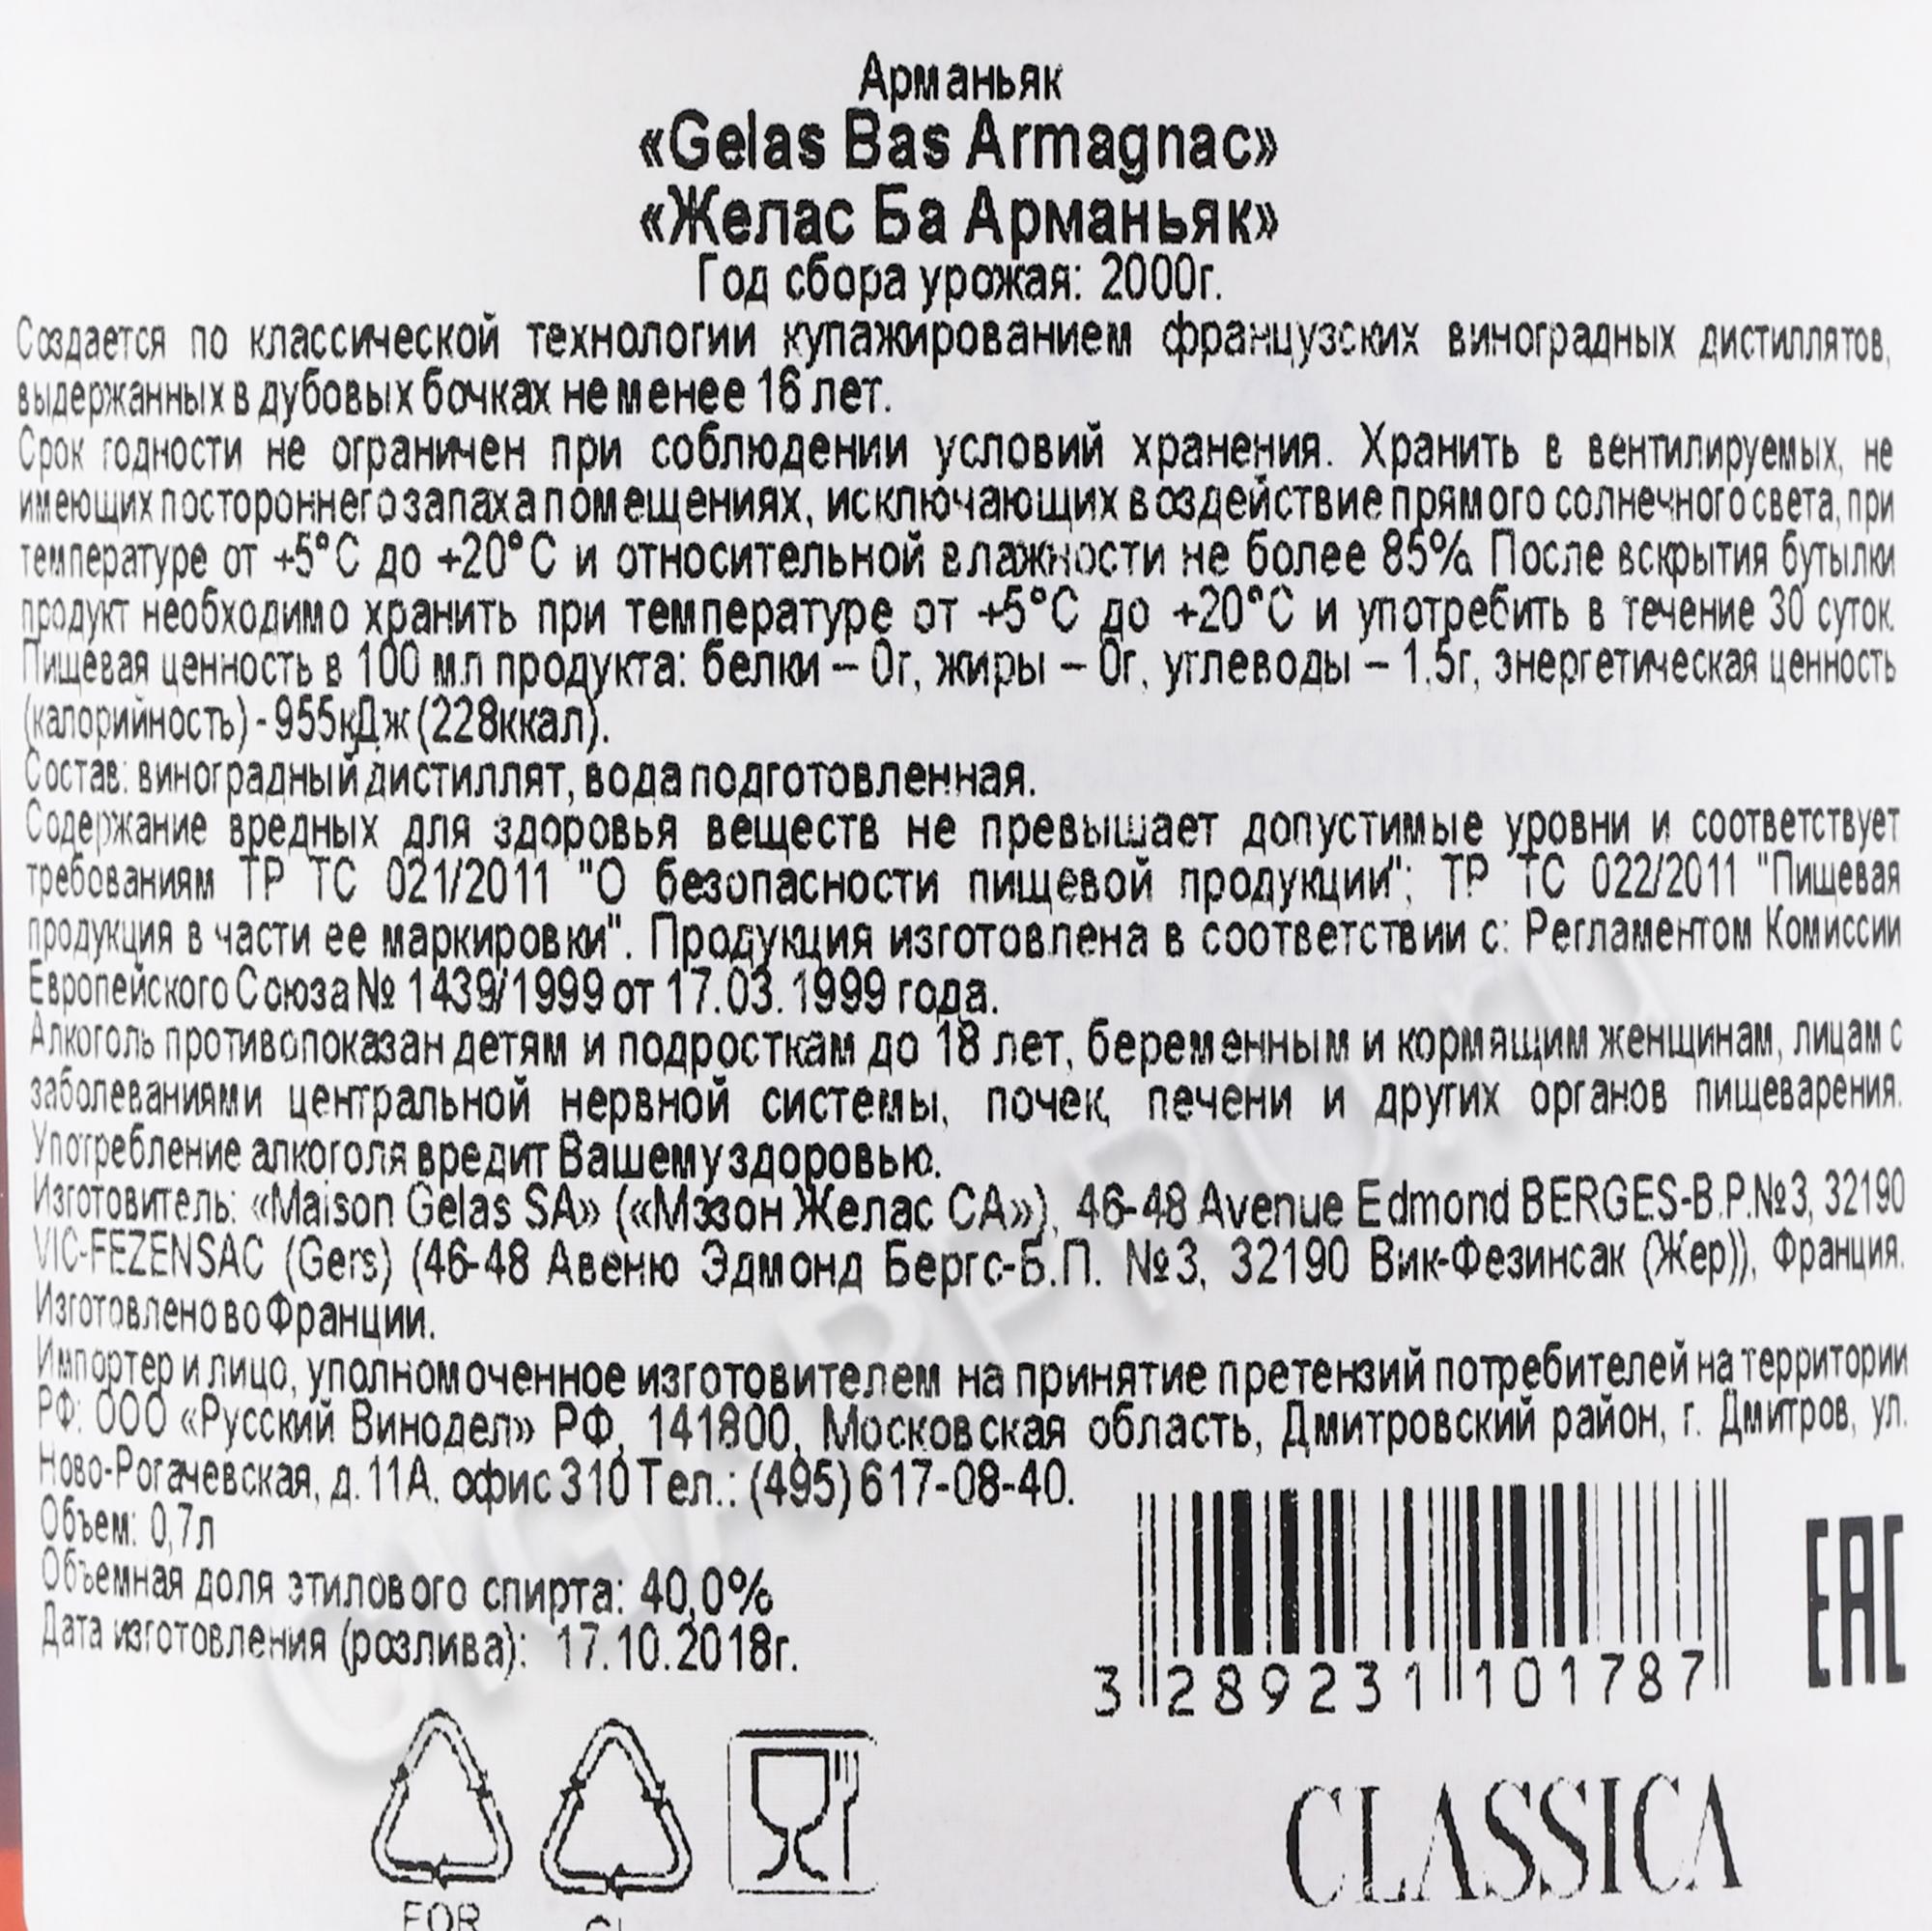 Арманьяк
«Gelas Bas Armagnac»
«Желас Ба Арманьяк»
Год сбора урожая: 2000г.
Создается по классической технологии купажированием французских виноградных дистиллятов,
выдержанных в дубовых бочках не менее 16 лет.
Срок годности не ограничен при соблюдении условий хранения. Хранить в вентилируемых, не
имеющих постороннего запаха помещениях, исключающих воздействие прямого солнечного света, при
температуре от +5°С до +20°С и относительной влажности не более 85%. После вскрытия бутылки
продукт необходимо хранить при температуре от +5°С до +20°С и употребить в течение 30 суток.
Пищевая ценность в 100 мл продукта: белки – 0г, жиры – 0г, углеводы – 1.5г, энергетическая ценность
(калорийность) - 955кДж (228ккал).
Состав: виноградный дистиллят, вода подготовленная.
Содержание вредных для здоровья веществ не превышает допустимые уровни и соответствует
требованиям ТР ТС 021/2011 "О безопасности пищевой продукции"; ТР ТС 022/2011 "Пищевая
продукция в части ее маркировки". Продукция изготовлена в соответствии с: Регламентом Комиссии
Европейского Союза № 1439/1999 от 17.03.1999 года.
Алкоголь противопоказан детям и подросткам до 18 лет, беременным и кормящим женщинам, лицам с
заболеваниями центральной нервной системы, почек, печени и других органов пищеварения.
Употребление алкоголя вредит Вашему здоровью.
Изготовитель: «Maison Gelas SA» («Мэзон Желас СА»), 46-48 Avenue Edmond BERGES-B.P.№3, 32190
VIC-FEZENSAC (Gers) (46-48 Авеню Эдмонд Бергс-Б.П. №3, 32190 Вик-Фезинсак (Жер)), Франция.
Изготовлено во Франции.
Импортер и лицо, уполномоченное изготовителем на принятие претензий потребителей на территории
РФ: ООО «Русский Винодел» РФ, 141800, Московская область, Дмитровский район, г. Дмитров, ул.
Ново-Рогачевская, д. 11А, офис 310 Тел.: (495) 617-08-40.
Объем: 0,7л
Объемная доля этилового спирта: 40,0%
Дата изготовления (розлива): 17.10.2018г.
3 289231 101787
EAC
FOR
CLASSICA
CIGARPRO.ru